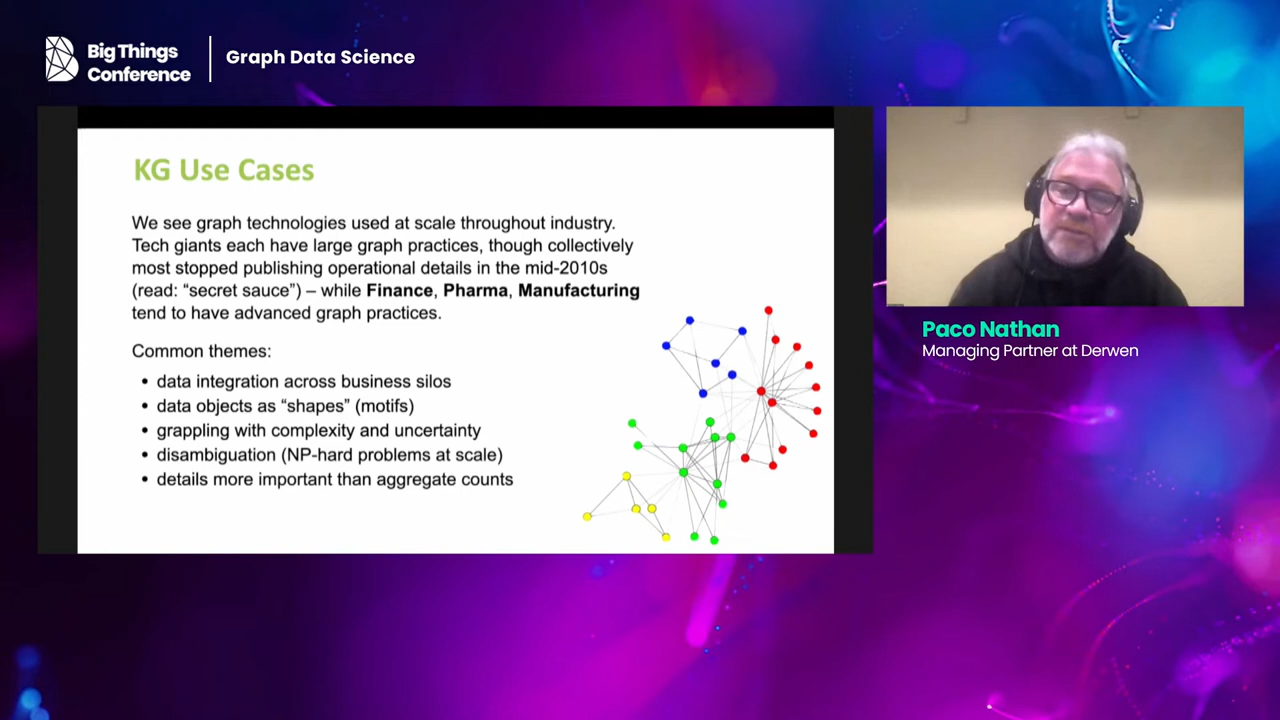 Big Things
Conference
Graph Data Science
KG Use Cases
We see graph technologies used at scale throughout industry.
Tech giants each have large graph practices, though collectively
most stopped publishing operational details in the mid-2010s
(read: “secret sauce”) – while Finance, Pharma, Manufacturing
tend to have advanced graph practices.
Common themes:
• data integration across business silos
• data objects as “shapes” (motifs)
• grappling with complexity and uncertainty
• disambiguation (NP-hard problems at scale)
• details more important than aggregate counts
Paco Nathan
Managing Partner at Derwen